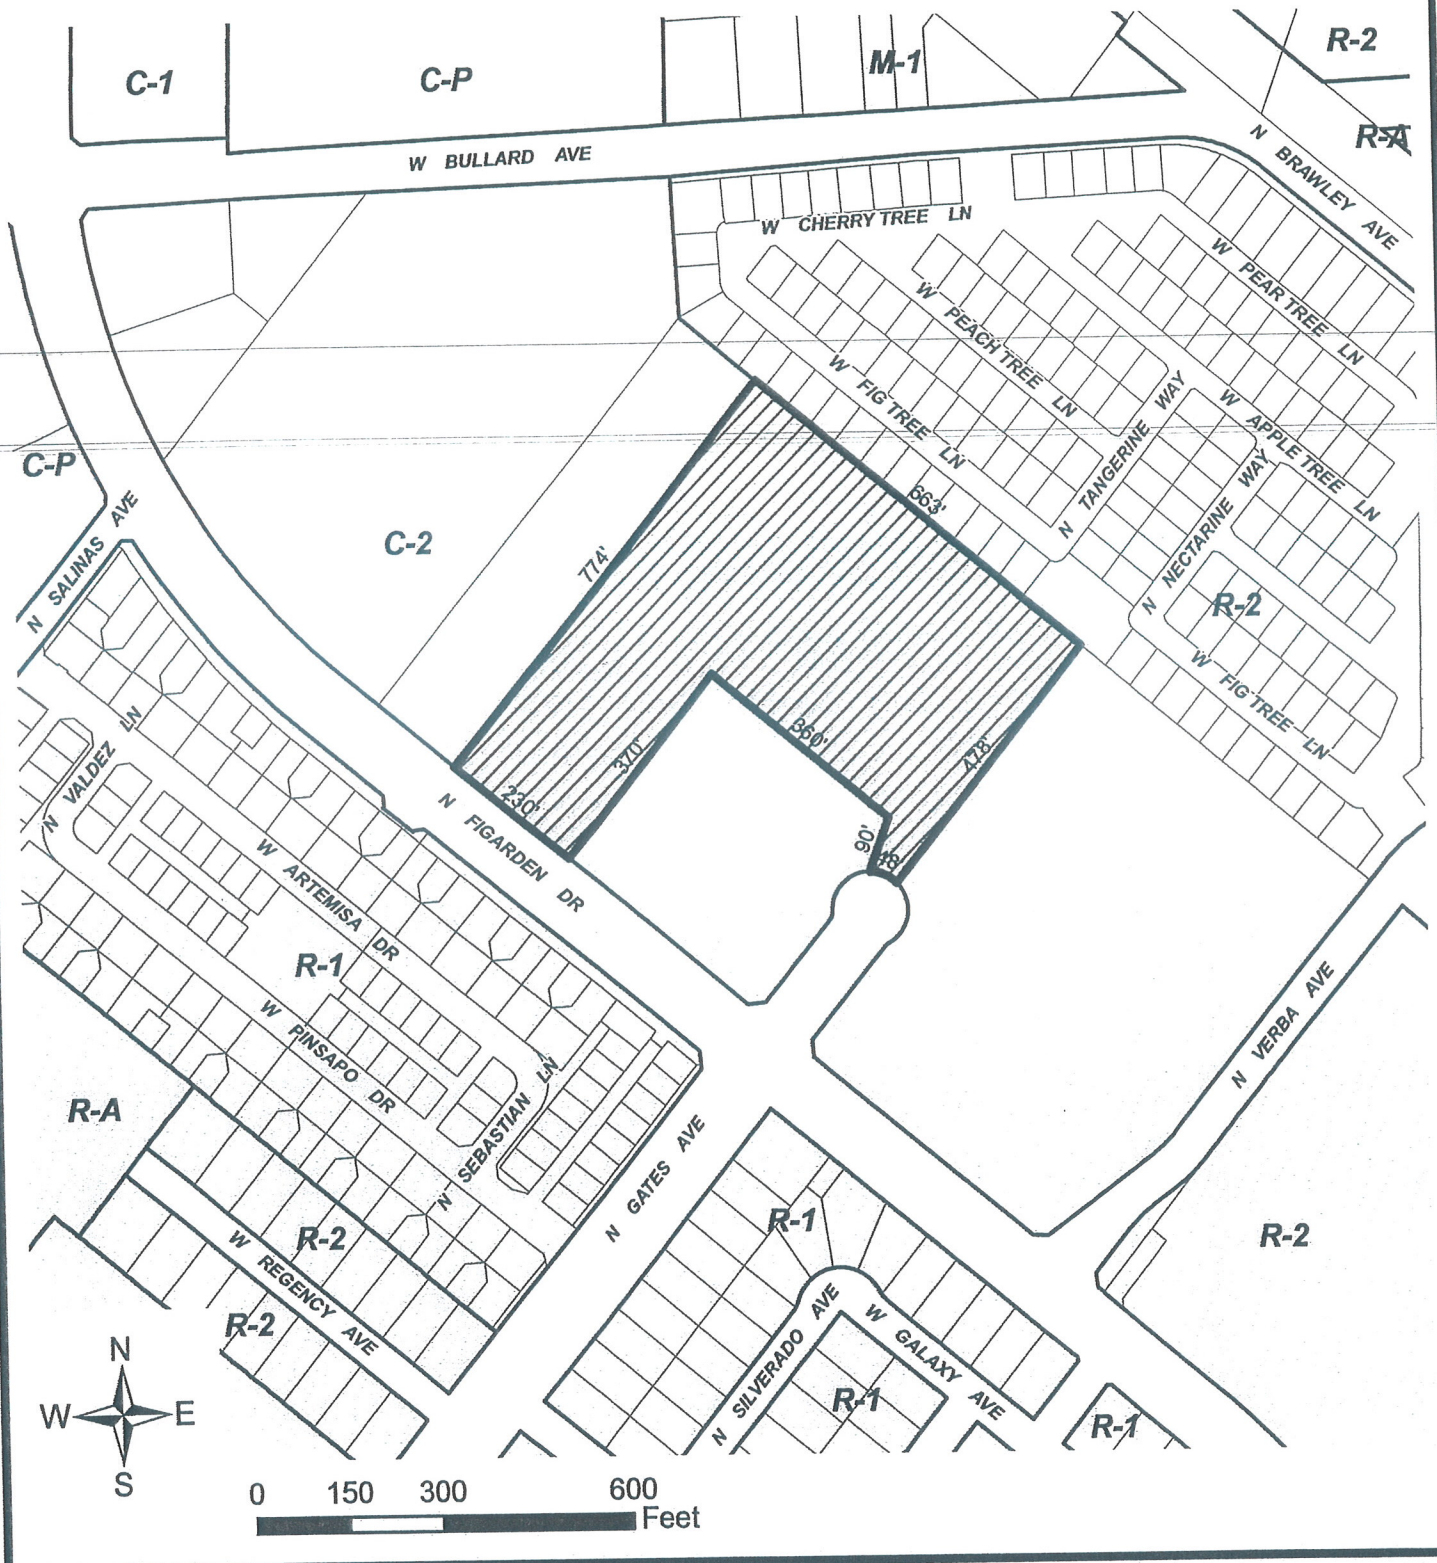 R-2
C-1
C-P
M-1
R-A
W BULLARD AVE
N BRAWLEY AVE
W CHERRY TREE LN
W PEAR TREE LN
W PEACH TREE LN
W FIG TREE LN
N TANGERINE WAY
W APPLE TREE LN
C-P
N SALINAS AVE
C-2
774'
663'
N NECTARINE WAY
R-2
W FIG TREE LN
N VALDEZ LN
370'
360'
478'
230'
90'
48'
N FIGARDEN DR
W ARTEMISA DR
R-1
W PINSAPO DR
N VERBA AVE
R-A
N SEBASTIAN LN
N GATES AVE
R-2
R-1
R-2
W REGENCY AVE
R-2
N SILVERADO AVE
W GALAXY AVE
R-1
R-1
N
W E
S
0 150 300 600
Feet